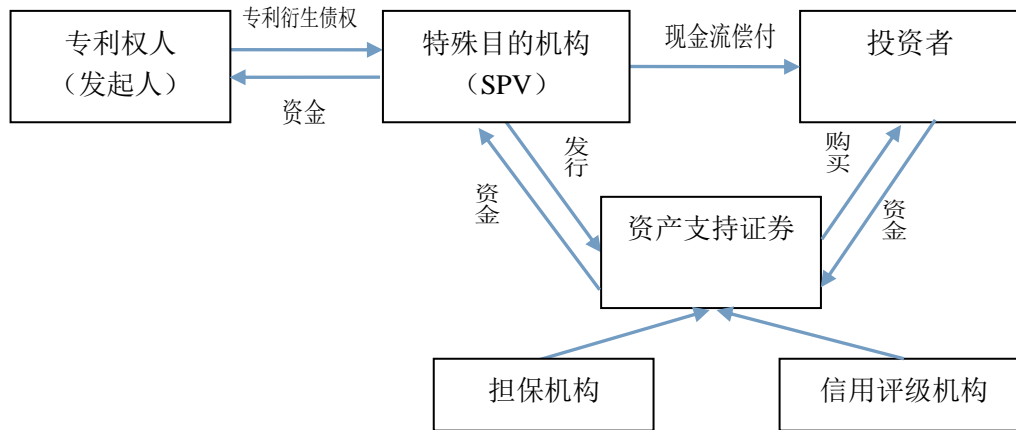 专利衍生债权
专利权人
（发起人）
资金
特殊目的机构
（SPV）
现金流偿付
投资者
发行
资金
购买
资金
资产支持证券
担保机构
信用评级机构